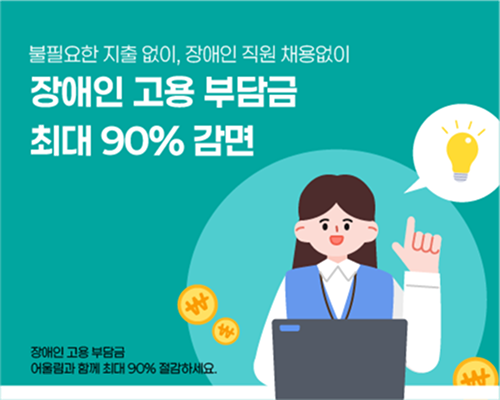 불필요한 지출 없이, 장애인 직원 채용없이
장애인 고용 부담금
최대 90% 감면
장애인 고용 부담금
어울림과 함께 최대 90% 절감하세요.
₩
₩
₩